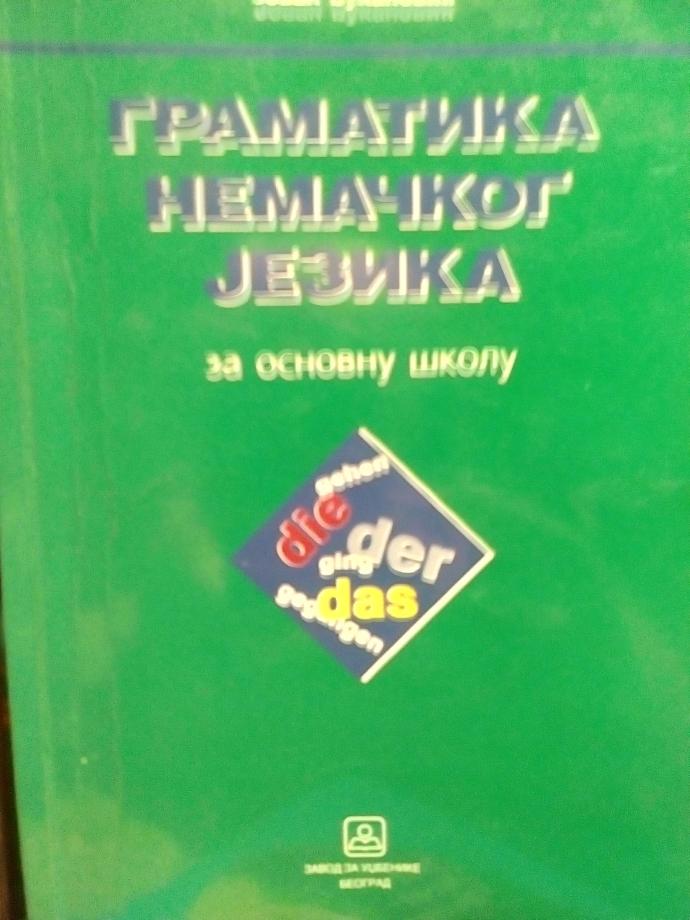 ГРАМАТИКА
НЕМАЧКОГ
ЈЕЗИКА
за основну школу
gehen
die
der
ging
das
gegangen
ЗАВОД ЗА УЏБЕНИКЕ
БЕОГРАД